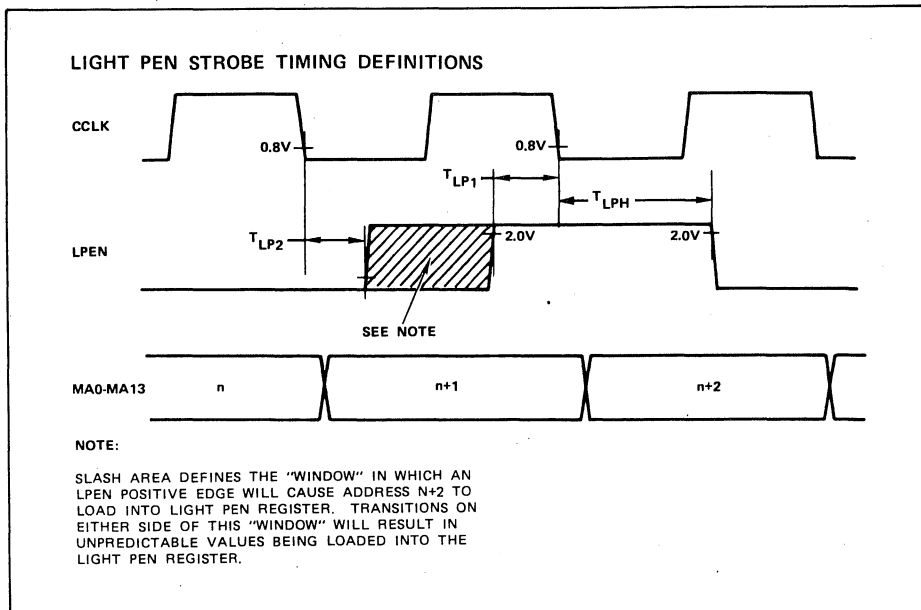 LIGHT PEN STROBE TIMING DEFINITIONS
CCLK
0.8V
0.8V
TLP1
TLPH
LPEN
TLP2
2.0V
2.0V
SEE NOTE
MA0-MA13
n
n+1
n+2
NOTE:
SLASH AREA DEFINES THE "WINDOW" IN WHICH AN
LPEN POSITIVE EDGE WILL CAUSE ADDRESS N+2 TO
LOAD INTO LIGHT PEN REGISTER. TRANSITIONS ON
EITHER SIDE OF THIS "WINDOW" WILL RESULT IN
UNPREDICTABLE VALUES BEING LOADED INTO THE
LIGHT PEN REGISTER.